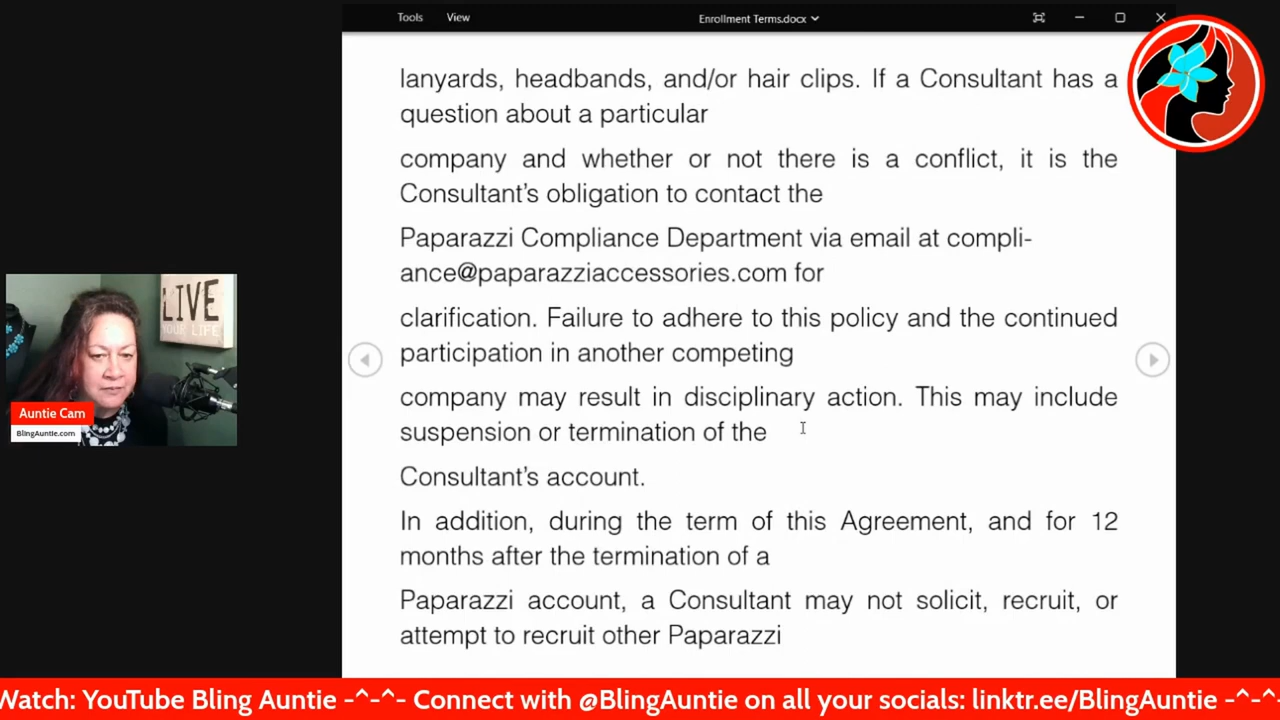 Tools View Enrollment Terms.docx
lanyards, headbands, and/or hair clips. If a Consultant has a
question about a particular
company and whether or not there is a conflict, it is the
Consultant's obligation to contact the
Paparazzi Compliance Department via email at compli-
ance@paparazziaccessories.com for
clarification. Failure to adhere to this policy and the continued
participation in another competing
company may result in disciplinary action. This may include
suspension or termination of the
Consultant's account.
In addition, during the term of this Agreement, and for 12
months after the termination of a
Paparazzi account, a Consultant may not solicit, recruit, or
attempt to recruit other Paparazzi
LIVE
YOUR LIFE
Auntie Cam
BlingAuntie.com
Watch: YouTube Bling Auntie -^-^- Connect with @BlingAuntie on all your socials: linktr.ee/BlingAuntie -^-^-